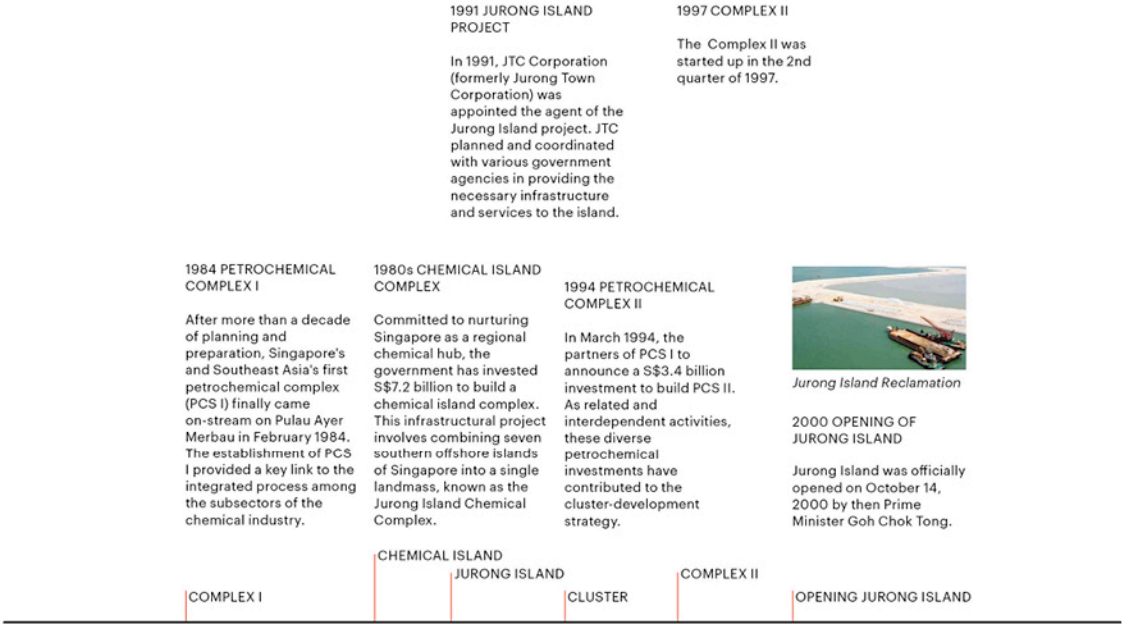 1991 JURONG ISLAND
PROJECT
In 1991, JTC Corporation
(formerly Jurong Town
Corporation) was
appointed the agent of the
Jurong Island project. JTC
planned and coordinated
with various government
agencies in providing the
necessary infrastructure
and services to the island.
1997 COMPLEX II
The Complex II was
started up in the 2nd
quarter of 1997.
1984 PETROCHEMICAL
COMPLEX I
After more than a decade
of planning and
preparation, Singapore's
and Southeast Asia's first
petrochemical complex
(PCS I) finally came
on-stream on Pulau Ayer
Merbau in February 1984.
The establishment of PCS
I provided a key link to the
integrated process among
the subsectors of the
chemical industry.
1980s CHEMICAL ISLAND
COMPLEX
Committed to nurturing
Singapore as a regional
chemical hub, the
government has invested
S$7.2 billion to build a
chemical island complex.
This infrastructural project
involves combining seven
southern offshore islands
of Singapore into a single
landmass, known as the
Jurong Island Chemical
Complex.
1994 PETROCHEMICAL
COMPLEX II
In March 1994, the
partners of PCS I to
announce a S$3.4 billion
investment to build PCS II.
As related and
interdependent activities,
these diverse
petrochemical
investments have
contributed to the
cluster-development
strategy.
Jurong Island Reclamation
2000 OPENING OF
JURONG ISLAND
Jurong Island was officially
opened on October 14,
2000 by then Prime
Minister Goh Chok Tong.
COMPLEX I
CHEMICAL ISLAND
JURONG ISLAND
CLUSTER
COMPLEX II
OPENING JURONG ISLAND